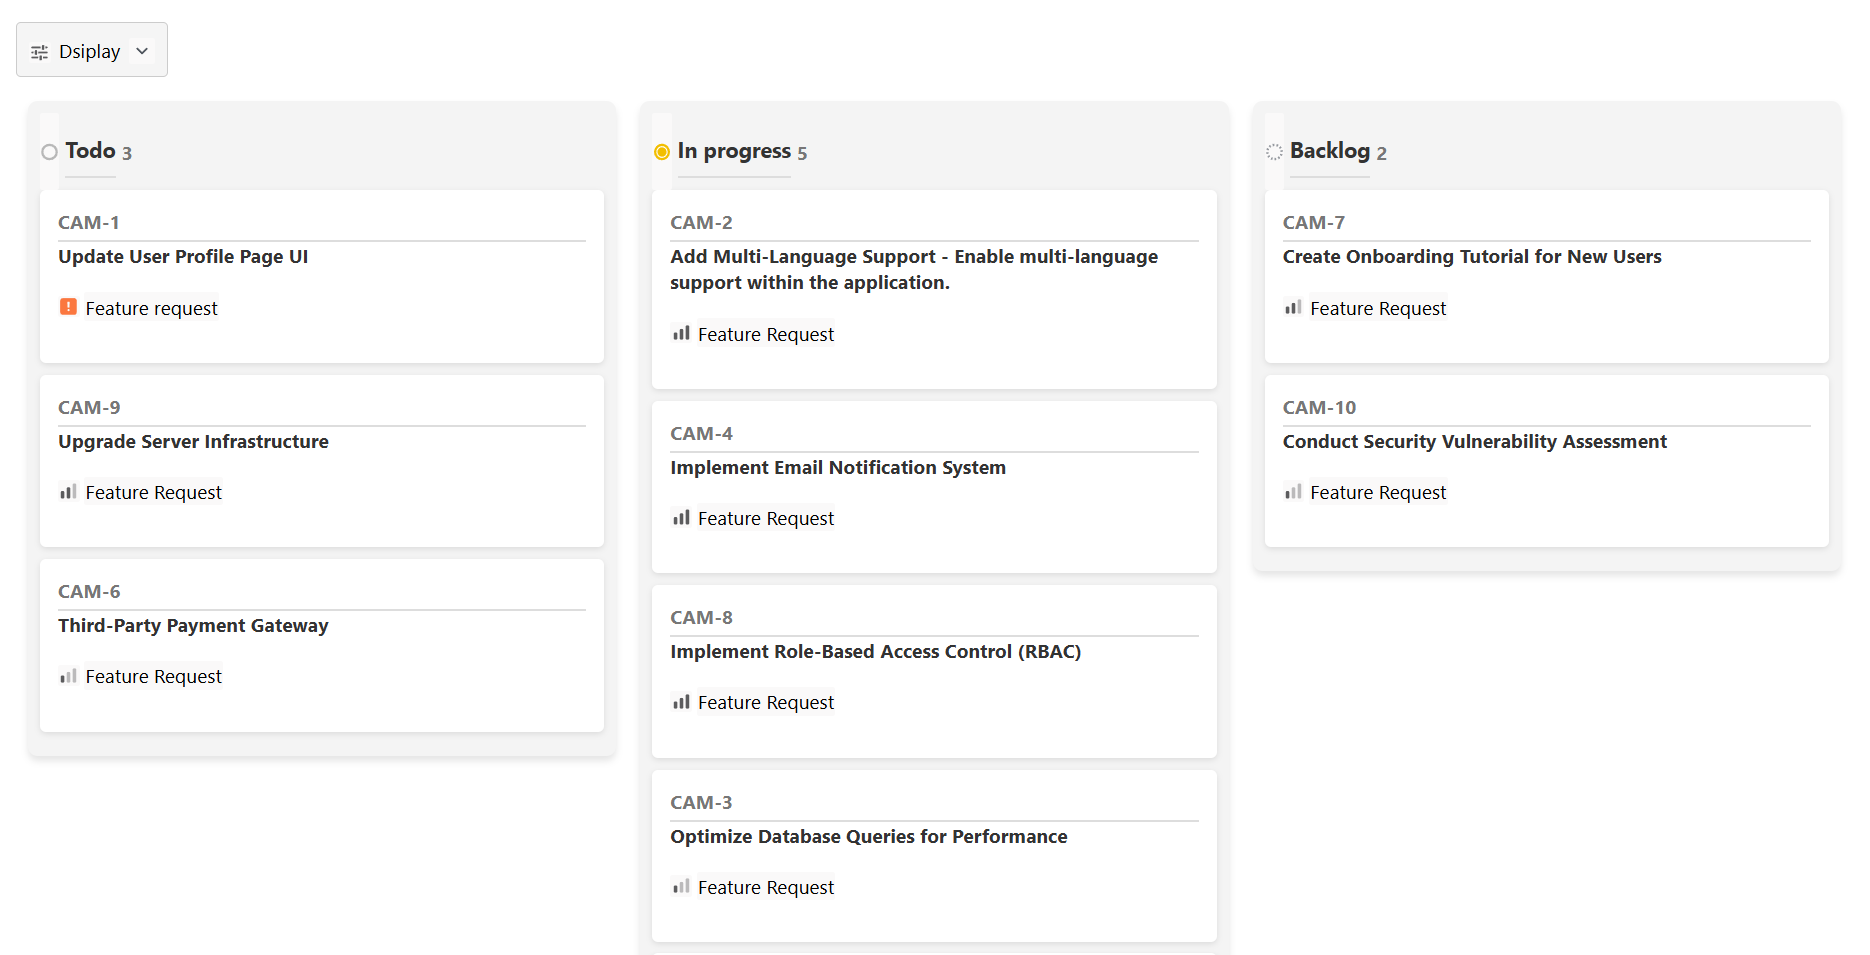 Dsiplay
Todo 3
CAM-1
Update User Profile Page UI
Feature request
CAM-9
Upgrade Server Infrastructure
Feature Request
CAM-6
Third-Party Payment Gateway
Feature Request
In progress 5
CAM-2
Add Multi-Language Support - Enable multi-language
support within the application.
Feature Request
CAM-4
Implement Email Notification System
Feature Request
CAM-8
Implement Role-Based Access Control (RBAC)
Feature Request
CAM-3
Optimize Database Queries for Performance
Feature Request
Backlog 2
CAM-7
Create Onboarding Tutorial for New Users
Feature Request
CAM-10
Conduct Security Vulnerability Assessment
Feature Request